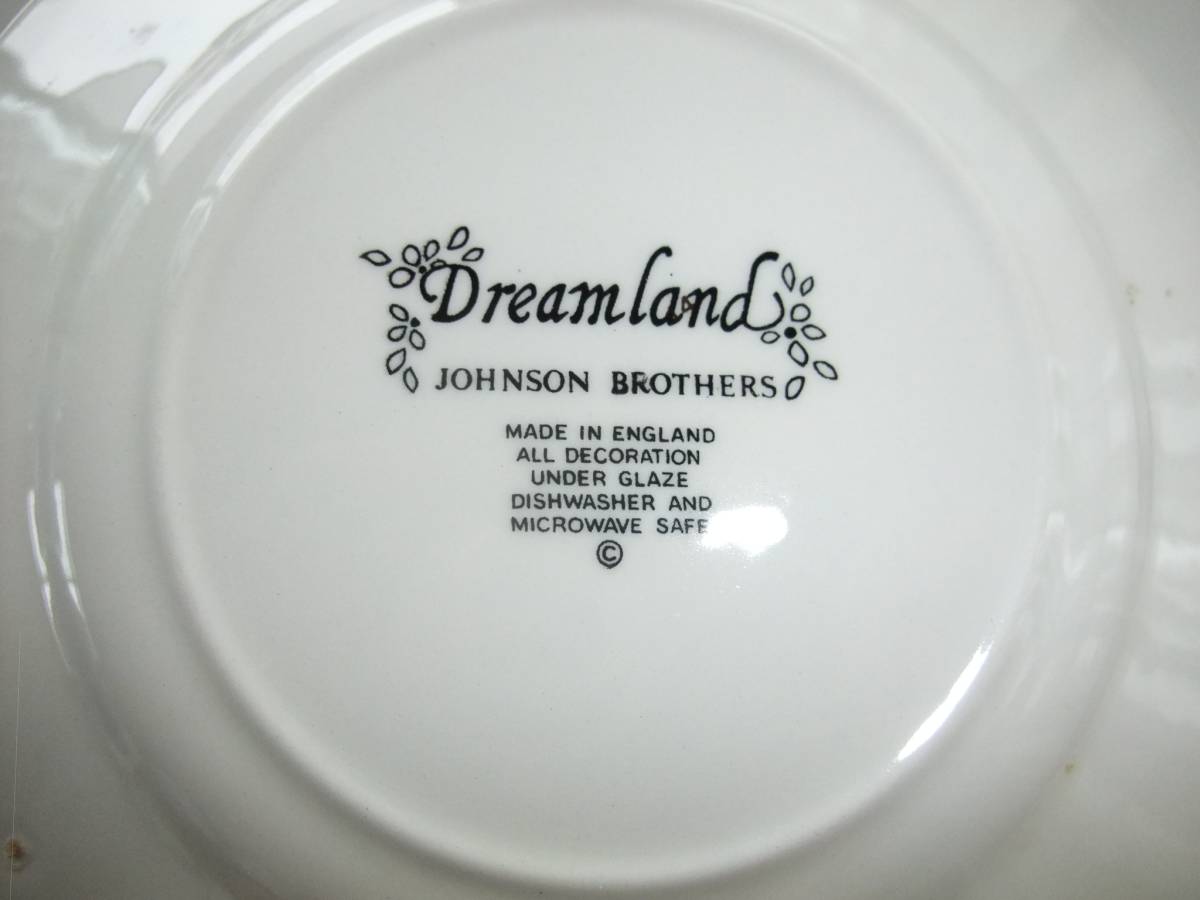 Dreamland
JOHNSON BROTHERS
MADE IN ENGLAND
ALL DECORATION
UNDER GLAZE
DISHWASHER AND
MICROWAVE SAFE
©